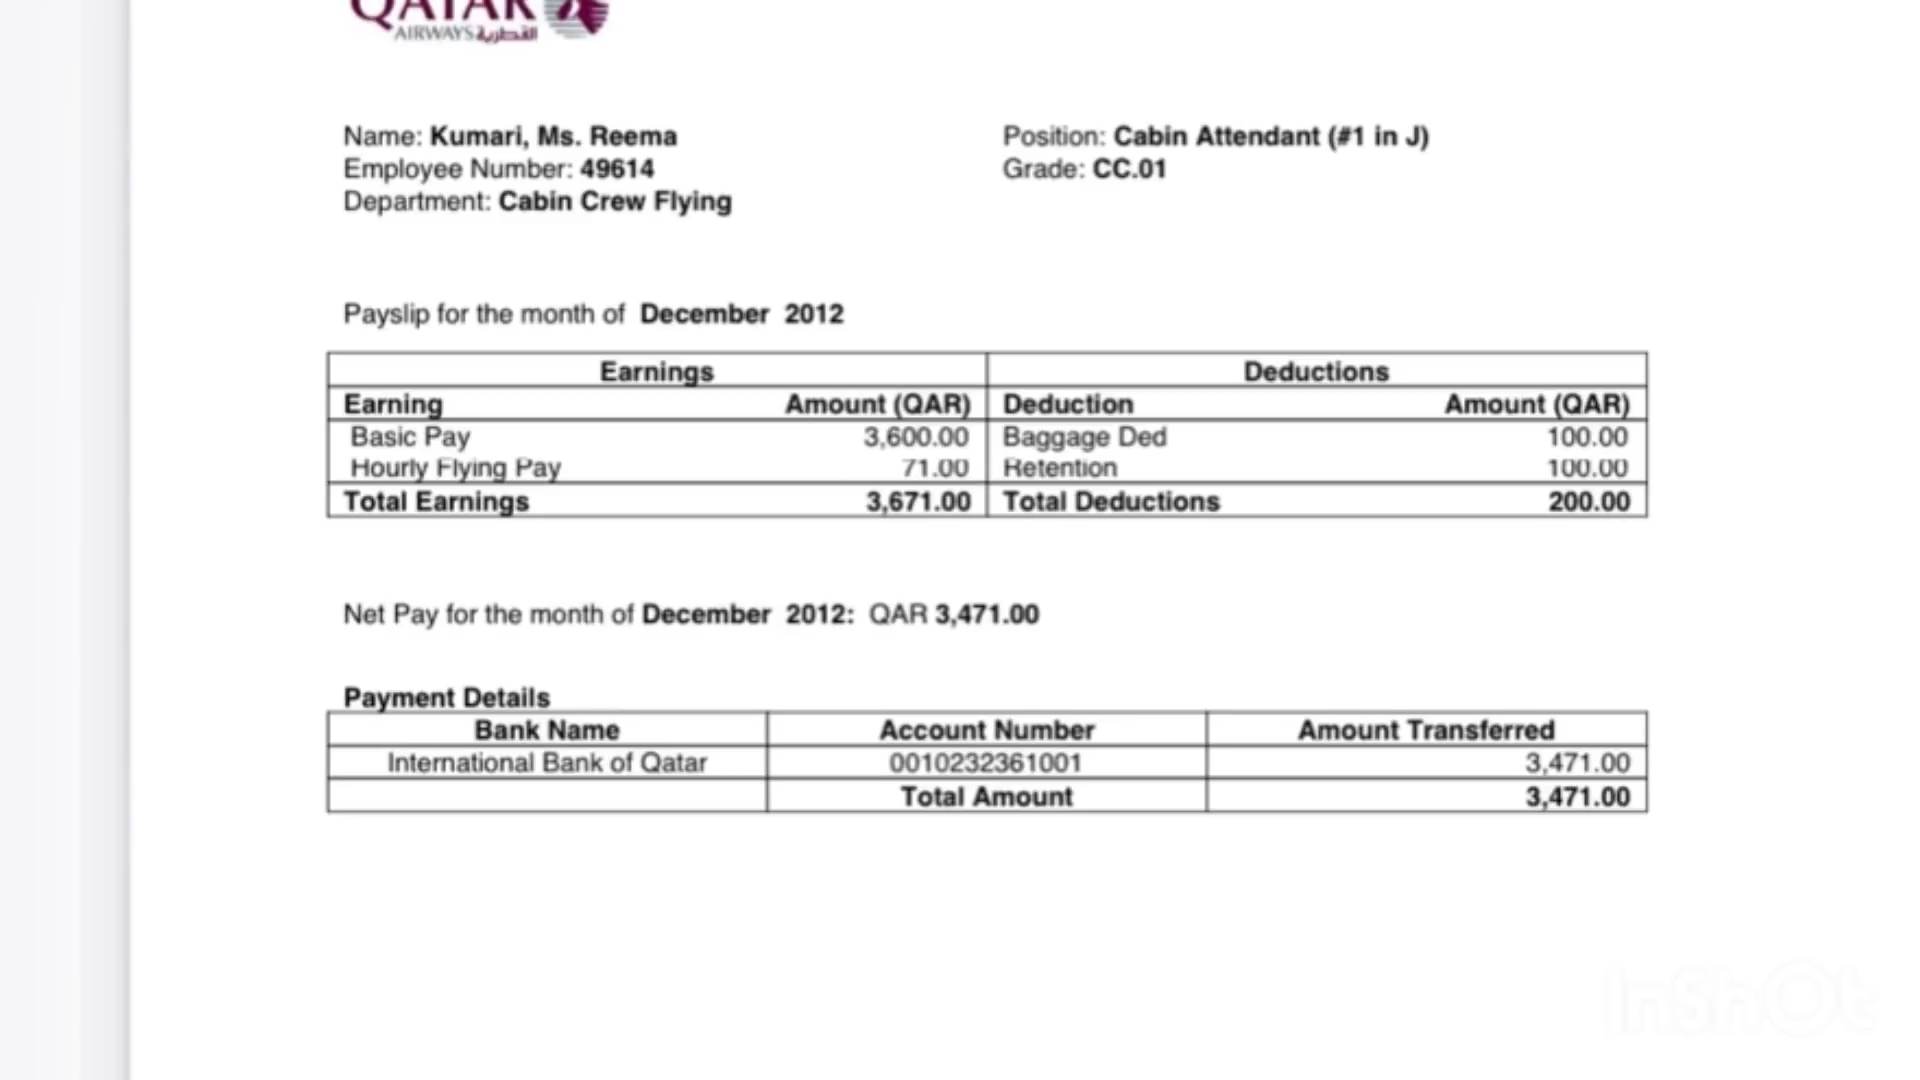 QATAR
AIRWAYS القطرية
Name: Kumari, Ms. Reema
Position: Cabin Attendant (#1 in J)
Employee Number: 49614
Grade: CC.01
Department: Cabin Crew Flying
Payslip for the month of December 2012
Earnings Deductions
Earning Amount (QAR) Deduction Amount (QAR)
Basic Pay 3,600.00 Baggage Ded 100.00
Hourly Flying Pay 71.00 Retention 100.00
Total Earnings 3,671.00 Total Deductions 200.00
Net Pay for the month of December 2012: QAR 3,471.00
Payment Details
Bank Name Account Number Amount Transferred
International Bank of Qatar 0010232361001 3,471.00
Total Amount 3,471.00
InShOt